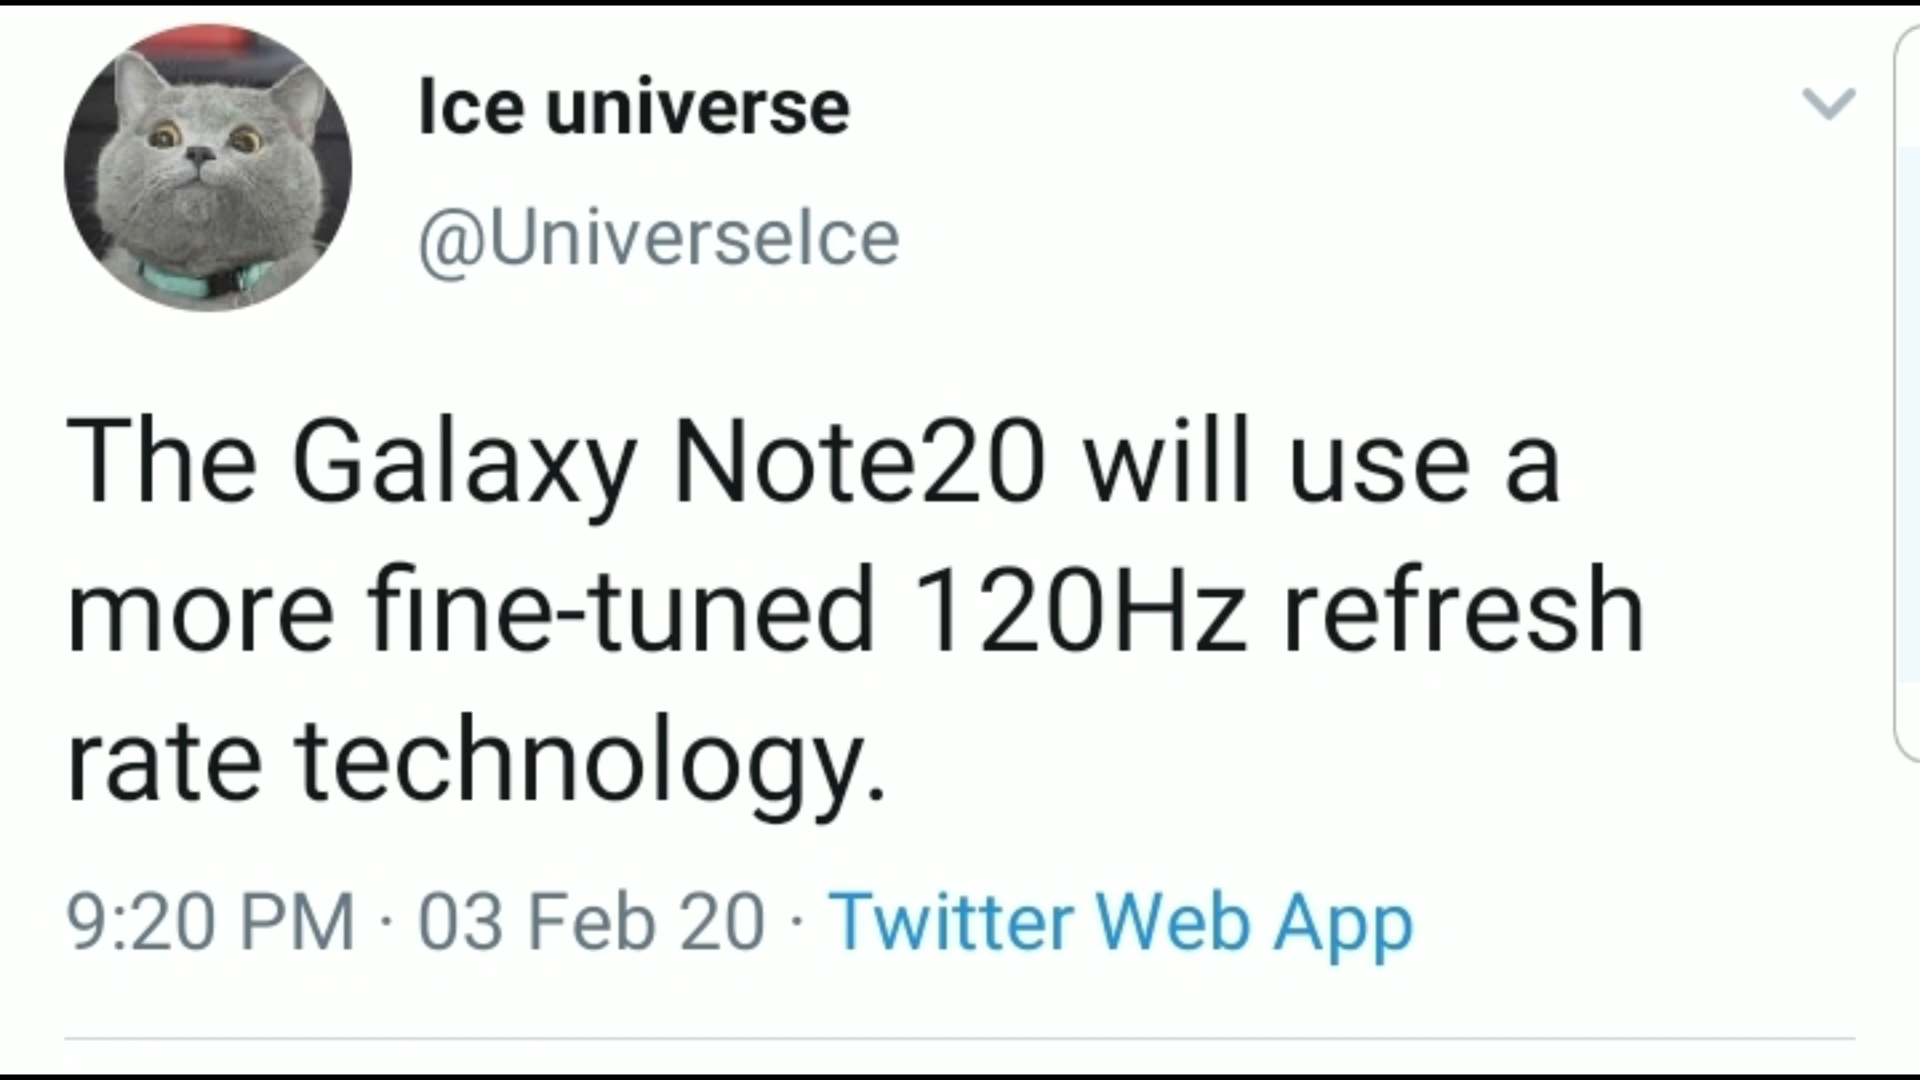 Ice universe
@UniverseIce
The Galaxy Note20 will use a
more fine-tuned 120Hz refresh
rate technology.
9:20 PM · 03 Feb 20 · Twitter Web App